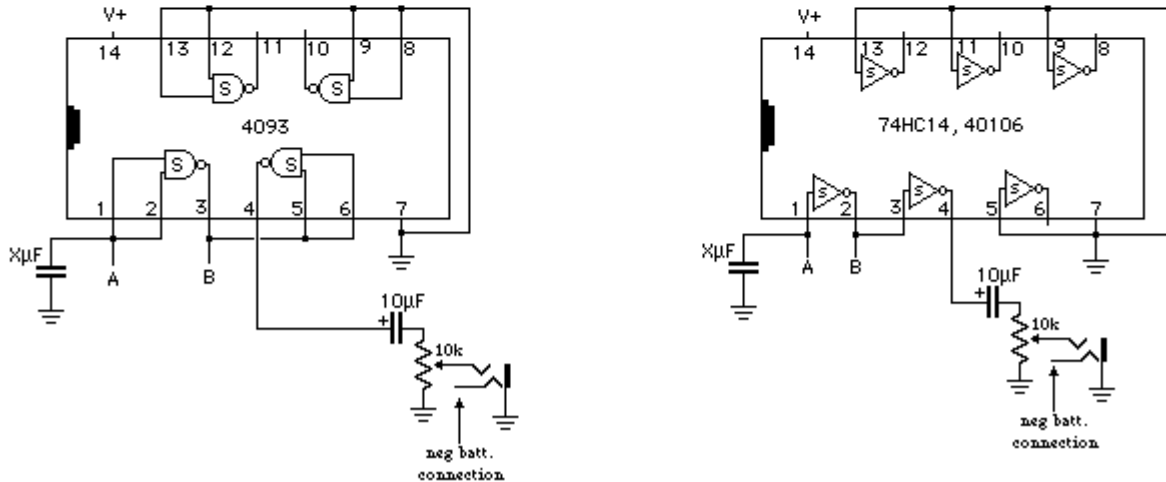 V+
14
13
12
11
10
9
8
S
S
4093
S
S
1
2
3
4
5
6
7
XµF
A
B
10µF
+
10k
neg batt.
connection
V+
14
13
12
11
10
9
8
S
S
S
74HC14, 40106
S
S
S
1
2
3
4
5
6
7
XµF
A
B
10µF
+
10k
neg batt.
connection